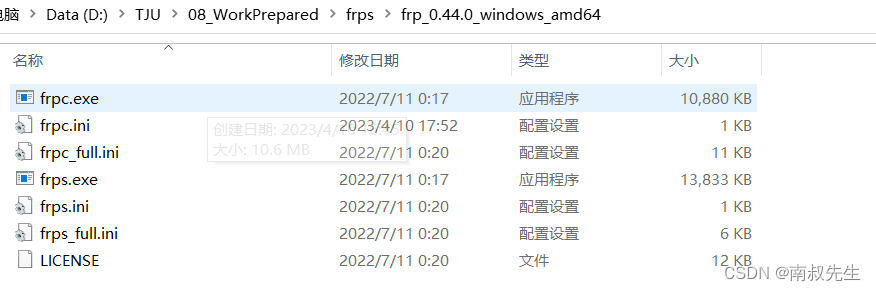 电脑 > Data (D:) > TJU > 08_WorkPrepared > frps > frp_0.44.0_windows_amd64
名称 修改日期 类型 大小
frpc.exe 2022/7/11 0:17 应用程序 10,880 KB
frpc.ini 2023/4/10 17:52 配置设置 1 KB
创建日期: 2023/4/10
frpc_full.ini 2022/7/11 0:20 配置设置 11 KB
大小: 10.6 MB
frps.exe 2022/7/11 0:17 应用程序 13,833 KB
frps.ini 2022/7/11 0:20 配置设置 1 KB
frps_full.ini 2022/7/11 0:20 配置设置 6 KB
LICENSE 2022/7/11 0:20 文件 12 KB
CSDN @南叔先生